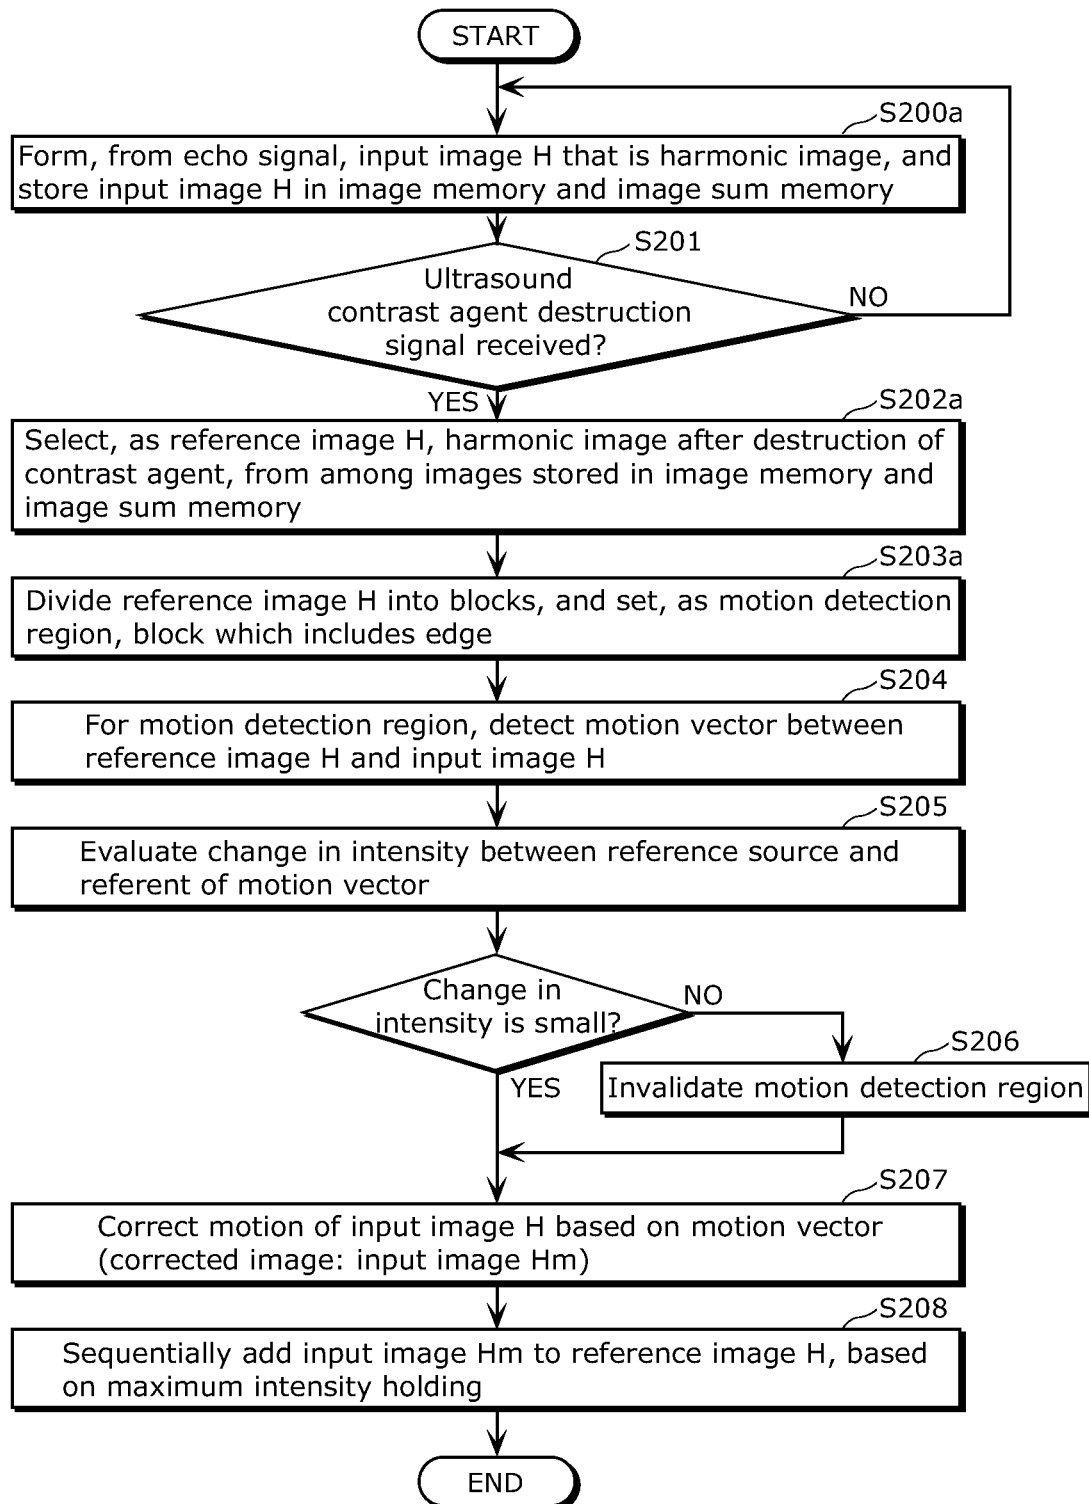 START
S200a
Form, from echo signal, input image H that is harmonic image, and
store input image H in image memory and image sum memory
S201
Ultrasound
contrast agent destruction
signal received?
NO
YES
S202a
Select, as reference image H, harmonic image after destruction of
contrast agent, from among images stored in image memory and
image sum memory
S203a
Divide reference image H into blocks, and set, as motion detection
region, block which includes edge
S204
For motion detection region, detect motion vector between
reference image H and input image H
S205
Evaluate change in intensity between reference source and
referent of motion vector
Change in
intensity is small?
NO
YES
S206
Invalidate motion detection region
S207
Correct motion of input image H based on motion vector
(corrected image: input image Hm)
S208
Sequentially add input image Hm to reference image H, based
on maximum intensity holding
END